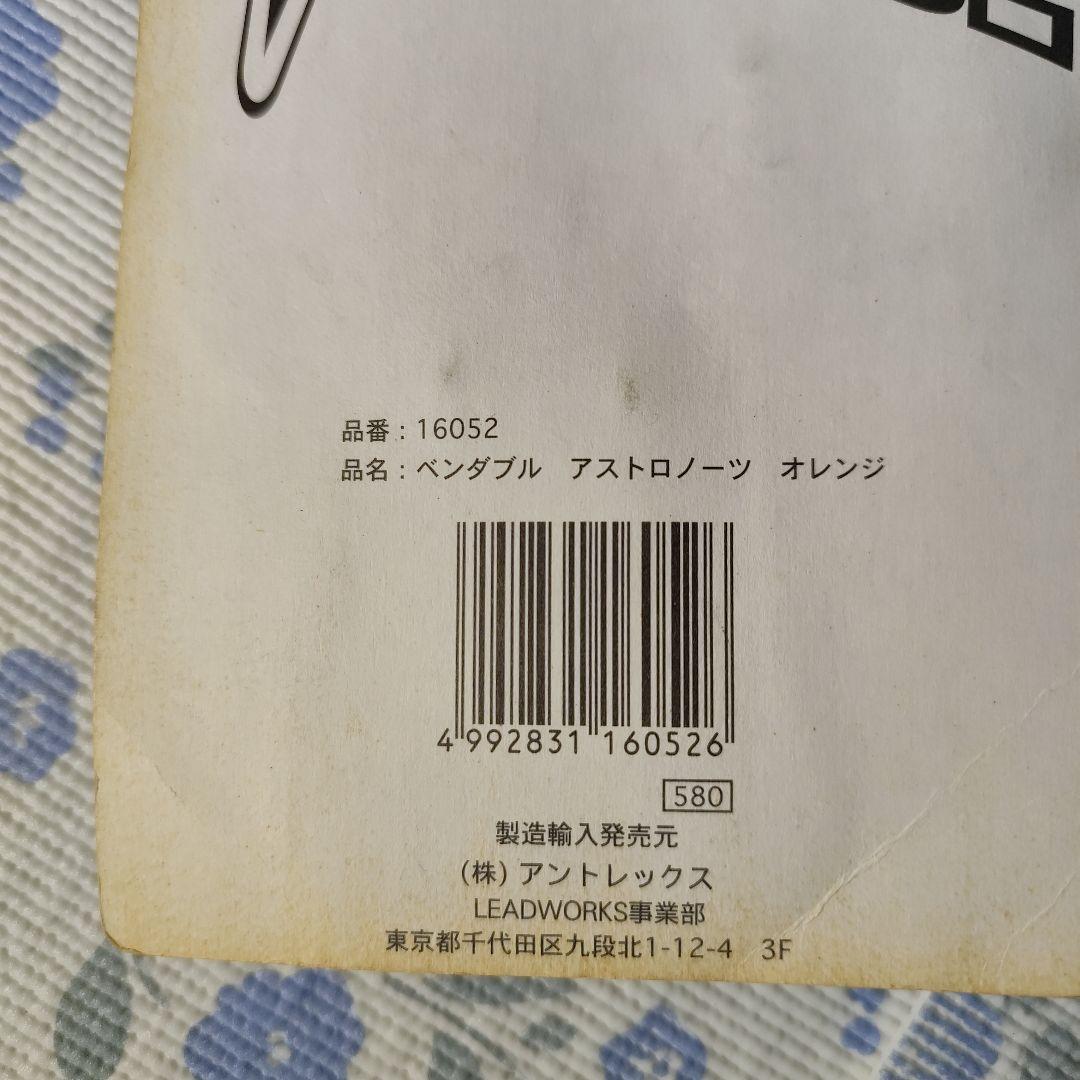 品番 : 16052
品名 : ベンダブル　アストロノーツ　オレンジ
4 992831 160526
580
製造輸入発売元
(株) アントレックス
LEADWORKS事業部
東京都千代田区九段北1-12-4　3F